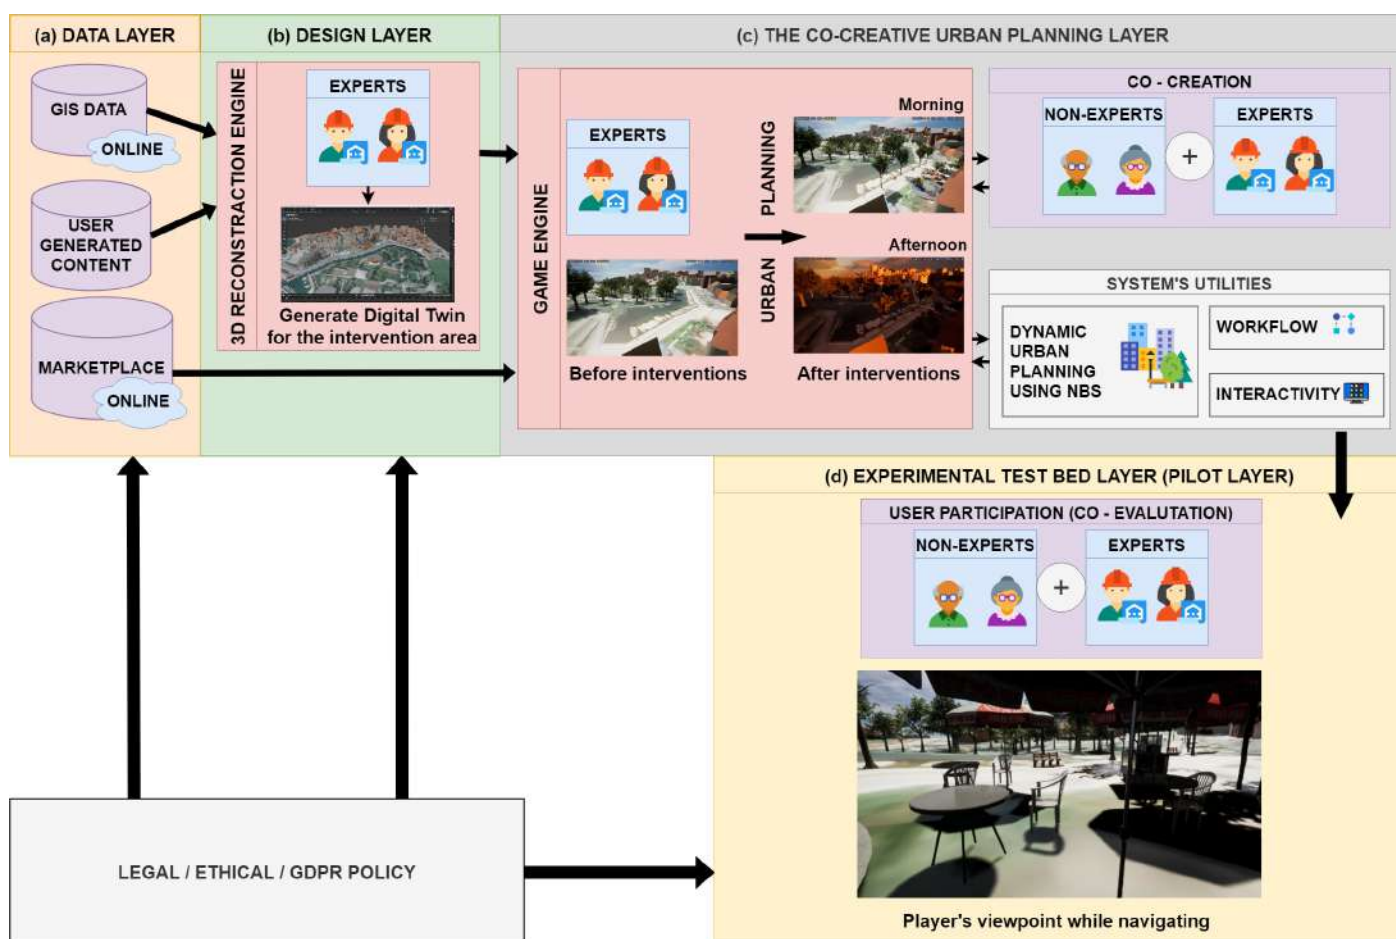 (a) DATA LAYER
GIS DATA
ONLINE
USER
GENERATED
CONTENT
MARKETPLACE
ONLINE
(b) DESIGN LAYER
3D RECONSTRACTION ENGINE
EXPERTS
Generate Digital Twin
for the intervention area
(c) THE CO-CREATIVE URBAN PLANNING LAYER
GAME ENGINE
EXPERTS
Before interventions
URBAN PLANNING
Morning
Afternoon
After interventions
CO - CREATION
NON-EXPERTS
+
EXPERTS
SYSTEM'S UTILITIES
DYNAMIC
URBAN
PLANNING
USING NBS
WORKFLOW
INTERACTIVITY
(d) EXPERIMENTAL TEST BED LAYER (PILOT LAYER)
USER PARTICIPATION (CO - EVALUTATION)
NON-EXPERTS
+
EXPERTS
Player's viewpoint while navigating
LEGAL / ETHICAL / GDPR POLICY